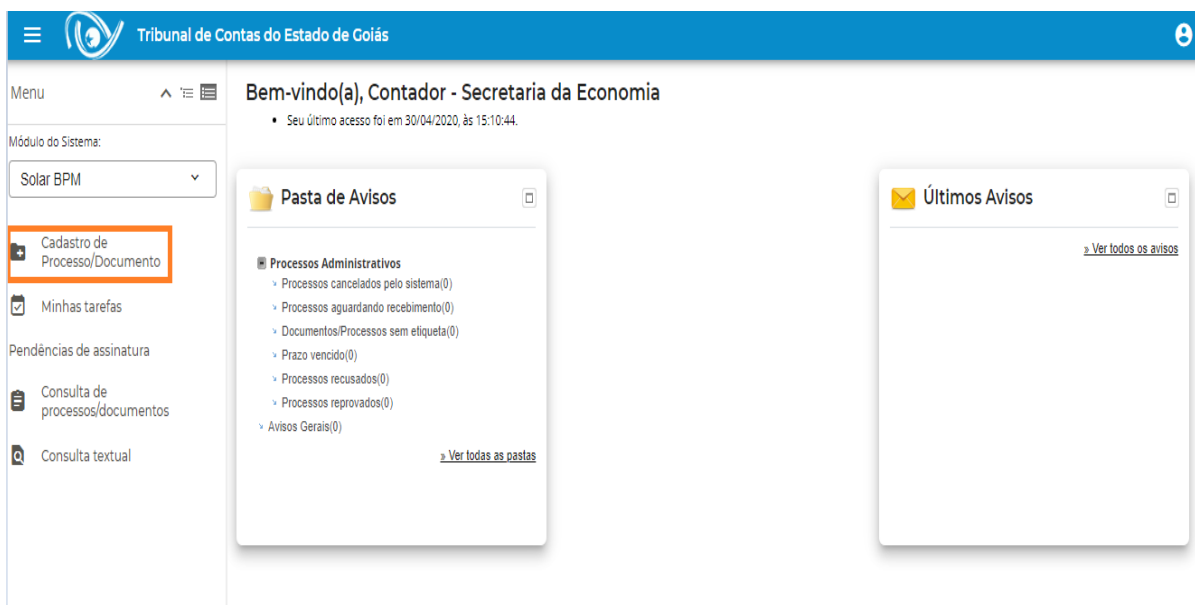 Tribunal de Contas do Estado de Goiás
Menu
Módulo do Sistema:
Solar BPM
Cadastro de
Processo/Documento
Minhas tarefas
Pendências de assinatura
Consulta de
processos/documentos
Consulta textual
Bem-vindo(a), Contador - Secretaria da Economia
• Seu último acesso foi em 30/04/2020, às 15:10:44.
Pasta de Avisos
Processos Administrativos
Processos cancelados pelo sistema(0)
Processos aguardando recebimento(0)
Documentos/Processos sem etiqueta(0)
Prazo vencido(0)
Processos recusados(0)
Processos reprovados(0)
Avisos Gerais(0)
» Ver todas as pastas
Últimos Avisos
» Ver todos os avisos